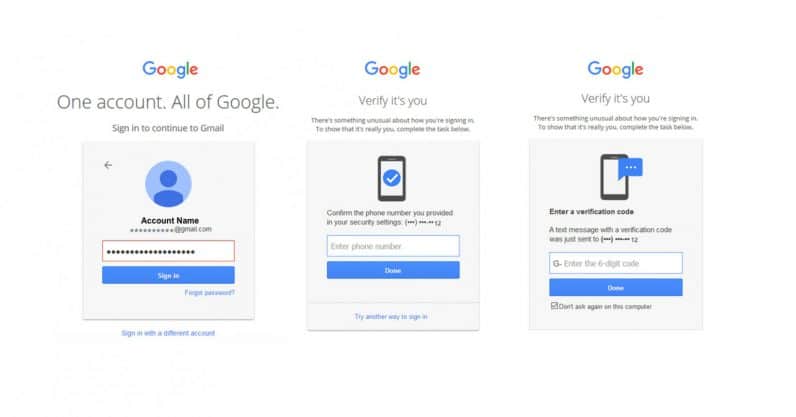 Google
One account. All of Google.
Sign in to continue to Gmail
Account Name
**********@gmail.com
•••••••••••••••••••
Sign in
Forgot password?
Sign in with a different account
Google
Verify it's you
There's something unusual about how you're signing in.
To show that it's really you, complete the task below.
Confirm the phone number you provided
in your security settings: (•••) •••-•• 12
Enter phone number
Done
Try another way to sign in
Google
Verify it's you
There's something unusual about how you're signing in.
To show that it's really you, complete the task below.
Enter a verification code
A text message with a verification code
was just sent to (•••) •••-•• 12
G- Enter the 6-digit code
Done
Don't ask again on this computer